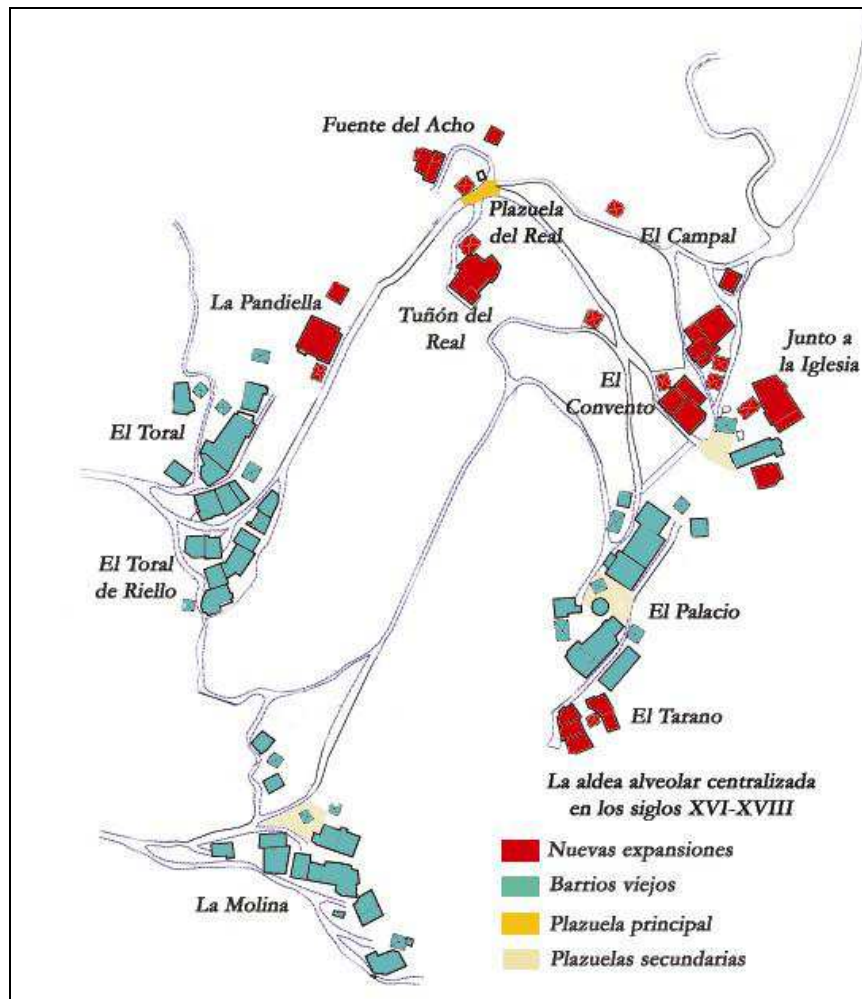 Fuente del Acho
Plazuela
del Real
El Campal
La Pandiella
Tuñón del
Real
Junto a
la Iglesia
El
Convento
El Toral
El Toral
de Riello
El Palacio
El Tarano
La aldea alveolar centralizada
en los siglos XVI-XVIII
Nuevas expansiones
Barrios viejos
La Molina
Plazuela principal
Plazuelas secundarias